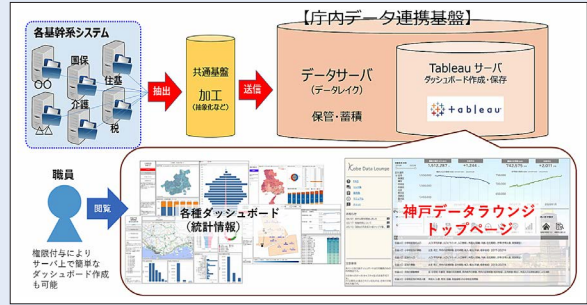 【庁内データ連携基盤】
各基幹系システム
国保
住基
○○
介護
△△
税
抽出
共通基盤
加工
(抽象化など)
送信
データサーバ
(データレイク)
保管・蓄積
Tableau サーバ
ダッシュボード作成・保存
+ableau
職員
閲覧
権限付与により
サーバ上で簡単な
ダッシュボード作成
も可能
各種ダッシュボード
(統計情報)
Kobe Data Lounge
神戸データラウンジ
トップページ